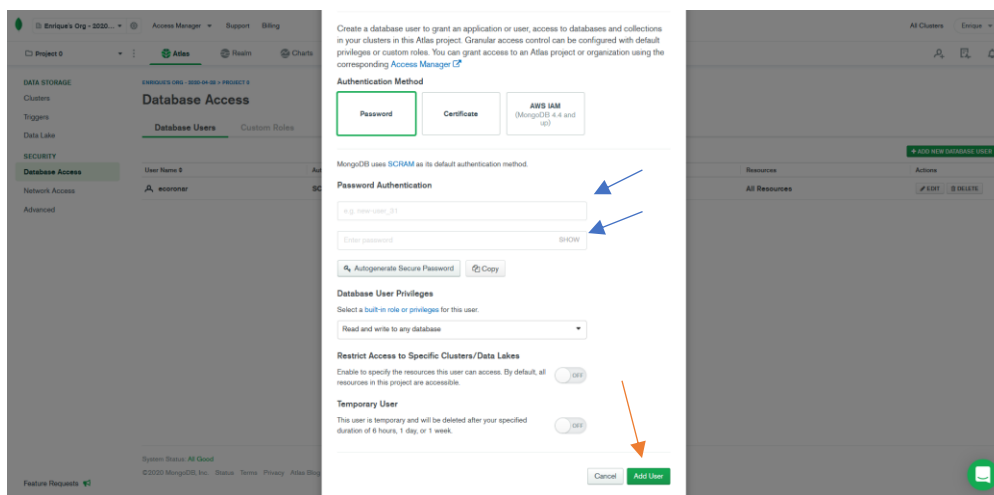 Enrique's Org - 2020...
Access Manager
Support
Billing
All Clusters
Enrique
Project 0
Atlas
Realm
Charts
DATA STORAGE
Clusters
Triggers
Data Lake
SECURITY
Database Access
Network Access
Advanced
Feature Requests
ENRIQUE'S ORG - 2020-04-08 > PROJECT 0
Database Access
Database Users
Custom Roles
+ ADD NEW DATABASE USER
User Name
Resources
Actions
ecoronar
SC
All Resources
EDIT
DELETE
Create a database user to grant an application or user, access to databases and collections
in your clusters in this Atlas project. Granular access control can be configured with default
privileges or custom roles. You can grant access to an Atlas project or organization using the
corresponding Access Manager
Authentication Method
Password
Certificate
AWS IAM
(MongoDB 4.4 and
up)
MongoDB uses SCRAM as its default authentication method.
Password Authentication
e.g. new-user_31
Enter password
SHOW
Autogenerate Secure Password
Copy
Database User Privileges
Select a built-in role or privileges for this user.
Read and write to any database
Restrict Access to Specific Clusters/Data Lakes
Enable to specify the resources this user can access. By default, all
resources in this project are accessible.
OFF
Temporary User
This user is temporary and will be deleted after your specified
duration of 6 hours, 1 day, or 1 week.
OFF
Cancel
Add User
System Status: All Good
©2020 MongoDB, Inc. Status Terms Privacy Atlas Blog